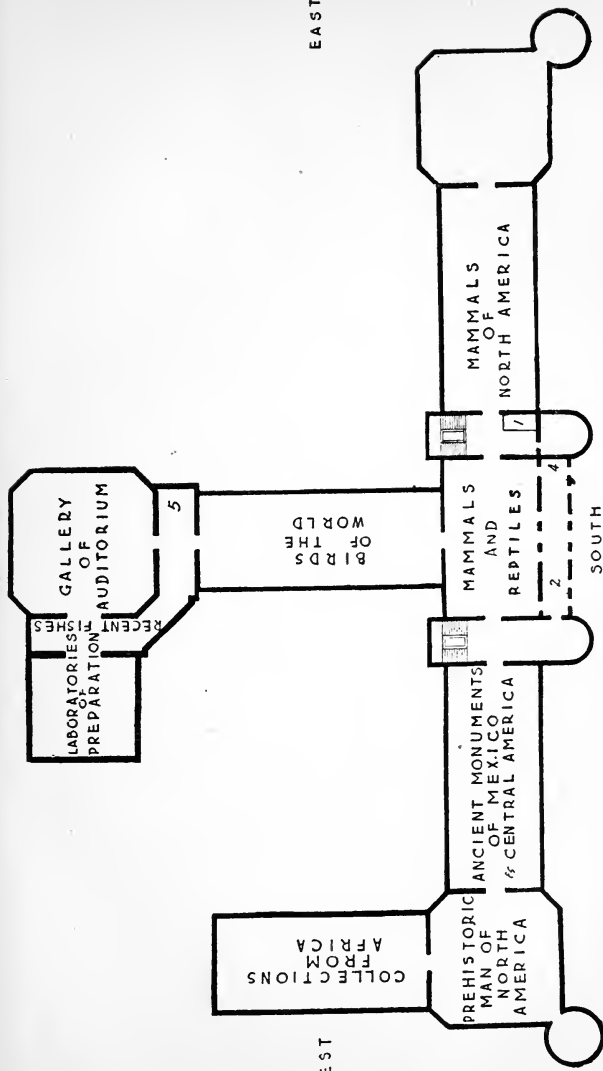 EAST
GALLERY
OF
AUDITORIUM
5
RECENT FISHES
LABORATORIES
OF
PREPARATION
BIRDS
OF THE
WORLD
MAMMALS
OF
NORTH AMERICA
1
MAMMALS
AND
REPTILES
2
4
SOUTH
ANCIENT MONUMENTS
OF MEXICO
& CENTRAL AMERICA
COLLECTIONS
FROM
AFRICA
PREHISTORIC
MAN OF
NORTH
AMERICA
EST